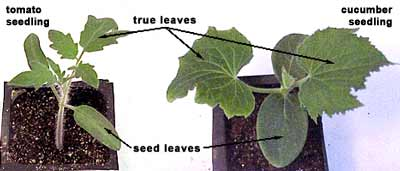 tomato
seedling
true leaves
cucumber
seedling
seed leaves